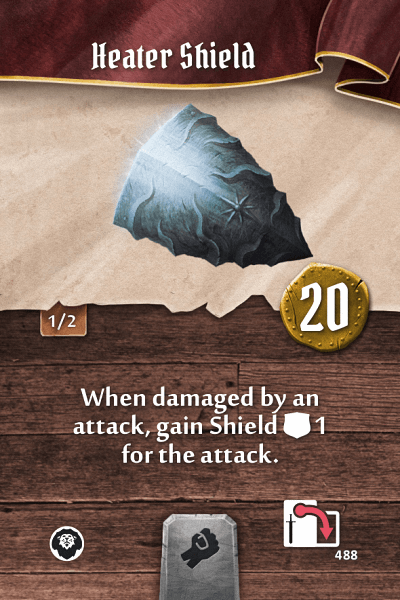 Heater Shield
1/2
20
When damaged by an
attack, gain Shield 1
for the attack.
488